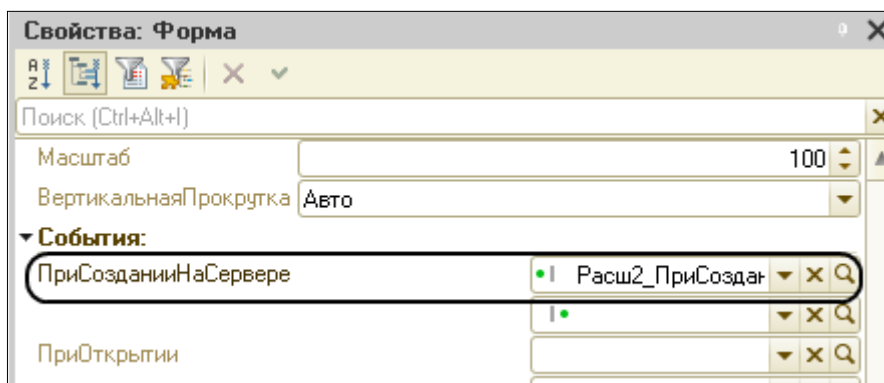 Свойства: Форма
Поиск (Ctrl+Alt+I)
Масштаб 100
ВертикальнаяПрокрутка Авто
События:
ПриСозданииНаСервере Расш2_ПриСоздан
ПриОткрытии